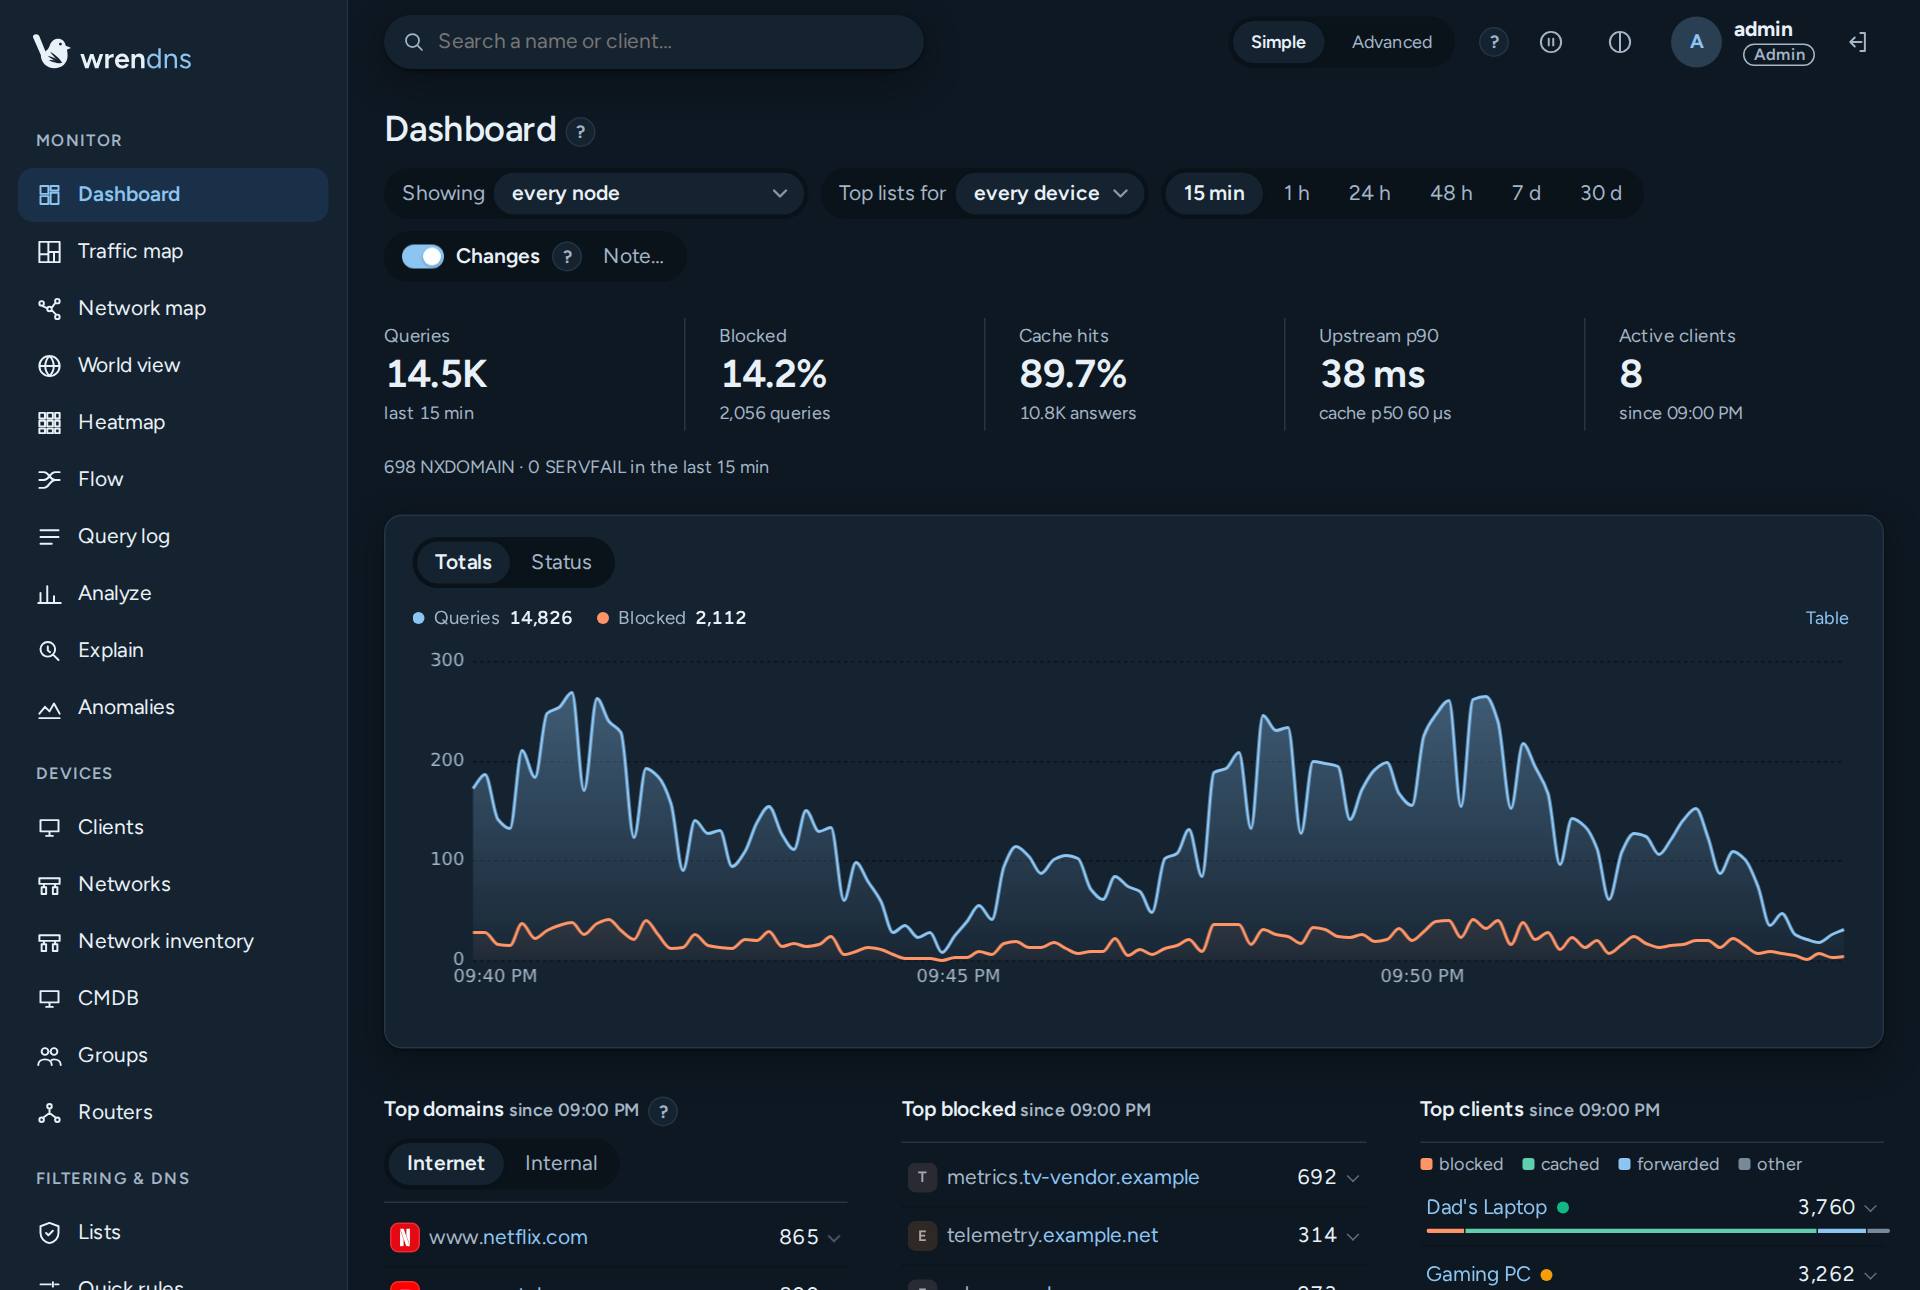 wrendns
Search a name or client...
Simple
Advanced
?
A
admin
Admin
MONITOR
Dashboard
Traffic map
Network map
World view
Heatmap
Flow
Query log
Analyze
Explain
Anomalies
DEVICES
Clients
Networks
Network inventory
CMDB
Groups
Routers
FILTERING & DNS
Lists
Quick rules
Dashboard ?
Showing every node
Top lists for every device
15 min 1 h 24 h 48 h 7 d 30 d
Changes ? Note...
Queries
14.5K
last 15 min
Blocked
14.2%
2,056 queries
Cache hits
89.7%
10.8K answers
Upstream p90
38 ms
cache p50 60 µs
Active clients
8
since 09:00 PM
698 NXDOMAIN · 0 SERVFAIL in the last 15 min
Totals Status
Queries 14,826 Blocked 2,112
Table
300
200
100
0
09:40 PM 09:45 PM 09:50 PM
Top domains since 09:00 PM ?
Internet Internal
N www.netflix.com 865
Top blocked since 09:00 PM
T metrics.tv-vendor.example 692
E telemetry.example.net 314
Top clients since 09:00 PM
blocked cached forwarded other
Dad's Laptop 3,760
Gaming PC 3,262